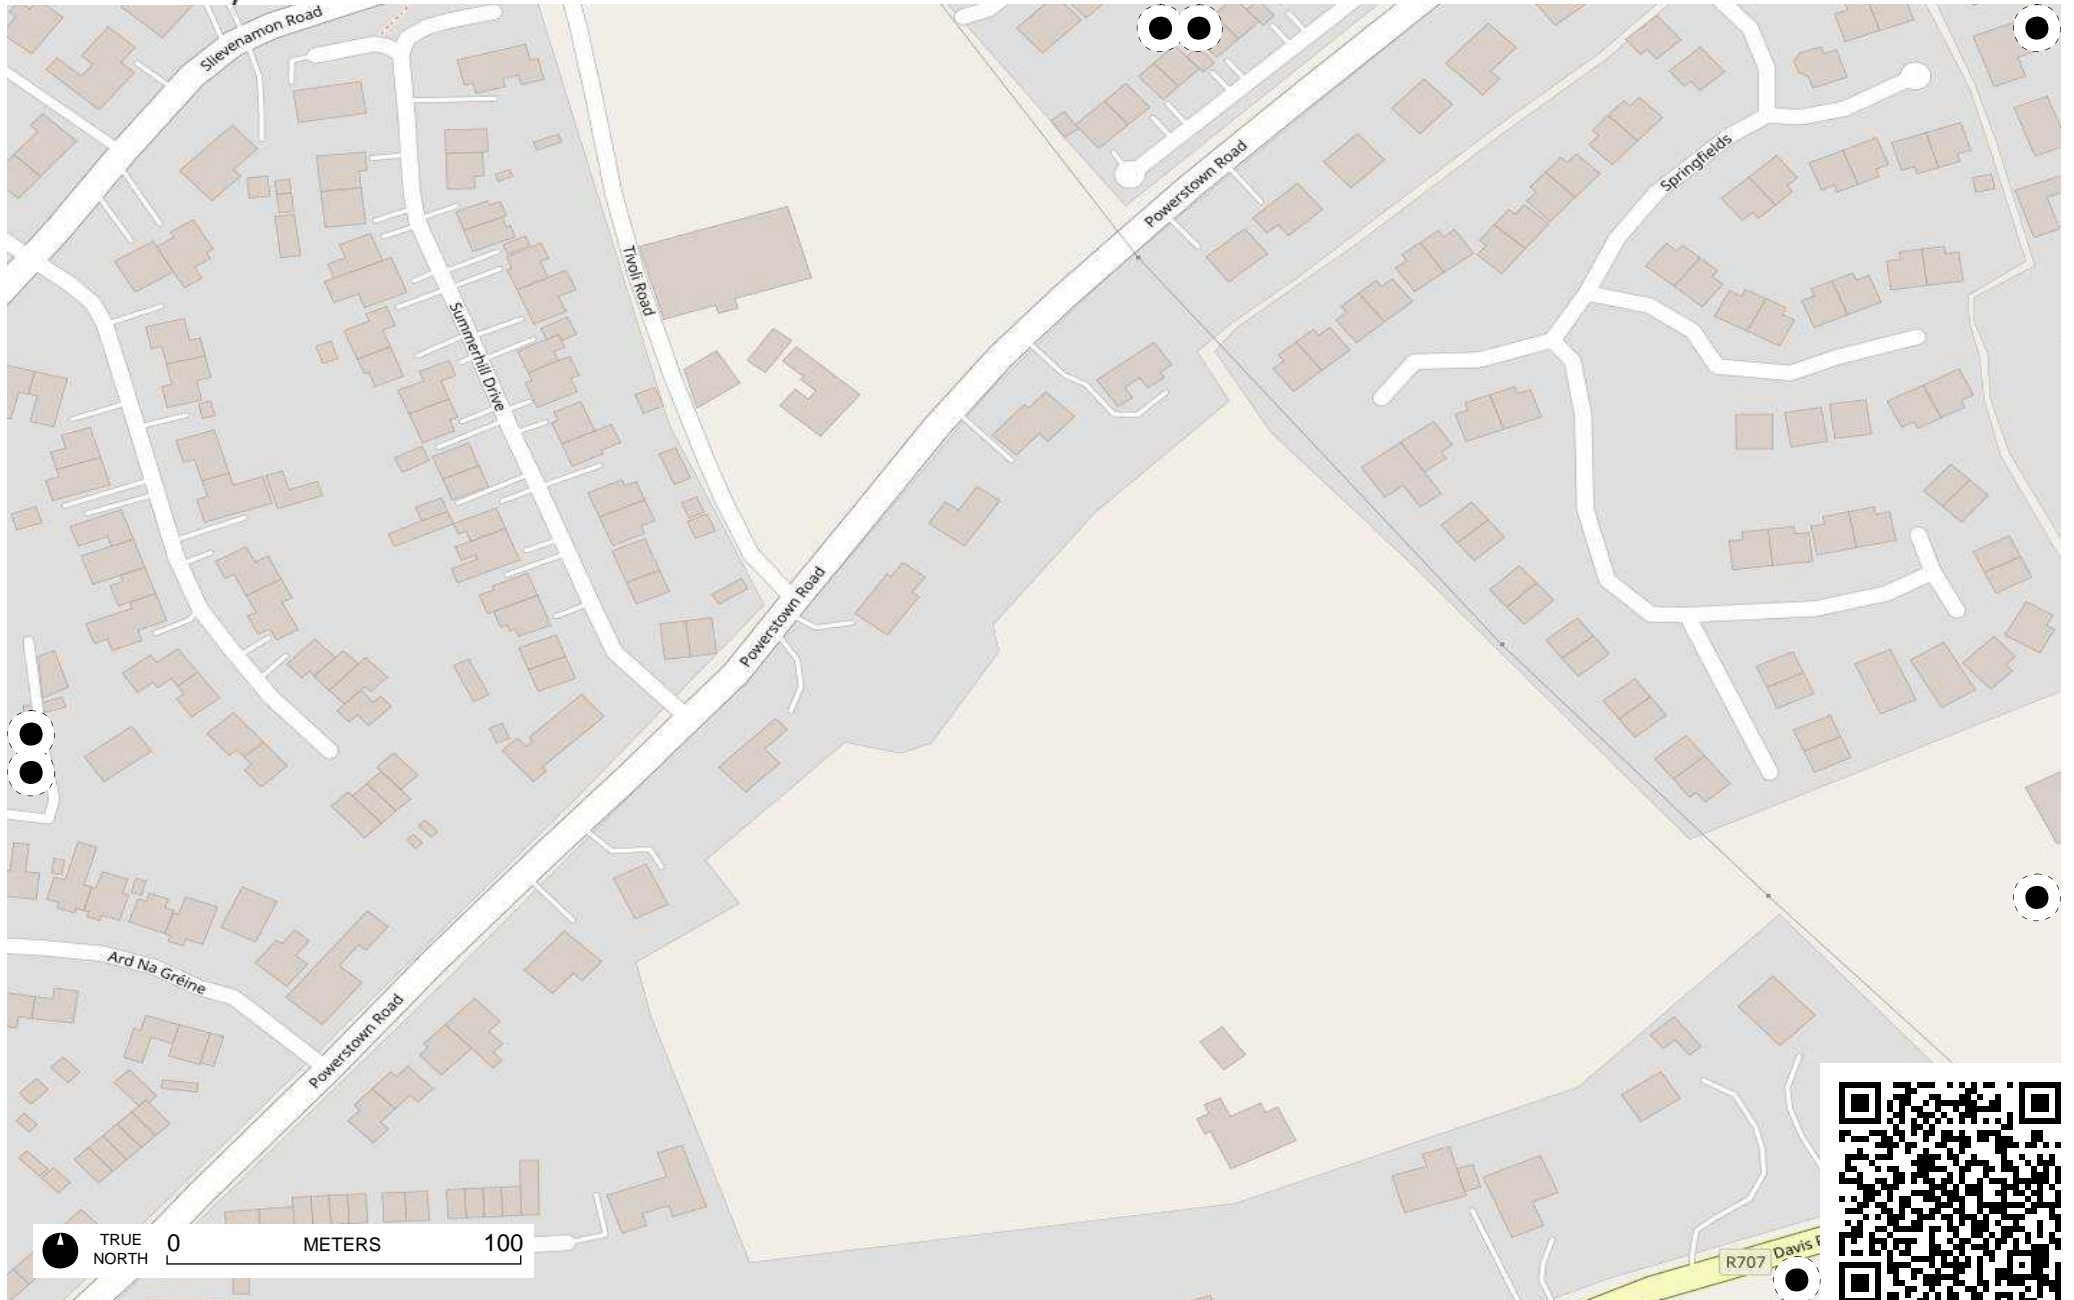 Slievenamon Road
Powerstown Road
Springfields
Tivoli Road
Summerhill Drive
Powerstown Road
Ard Na Gréine
Powerstown Road
TRUE
NORTH
0 METERS 100
R707
Davis